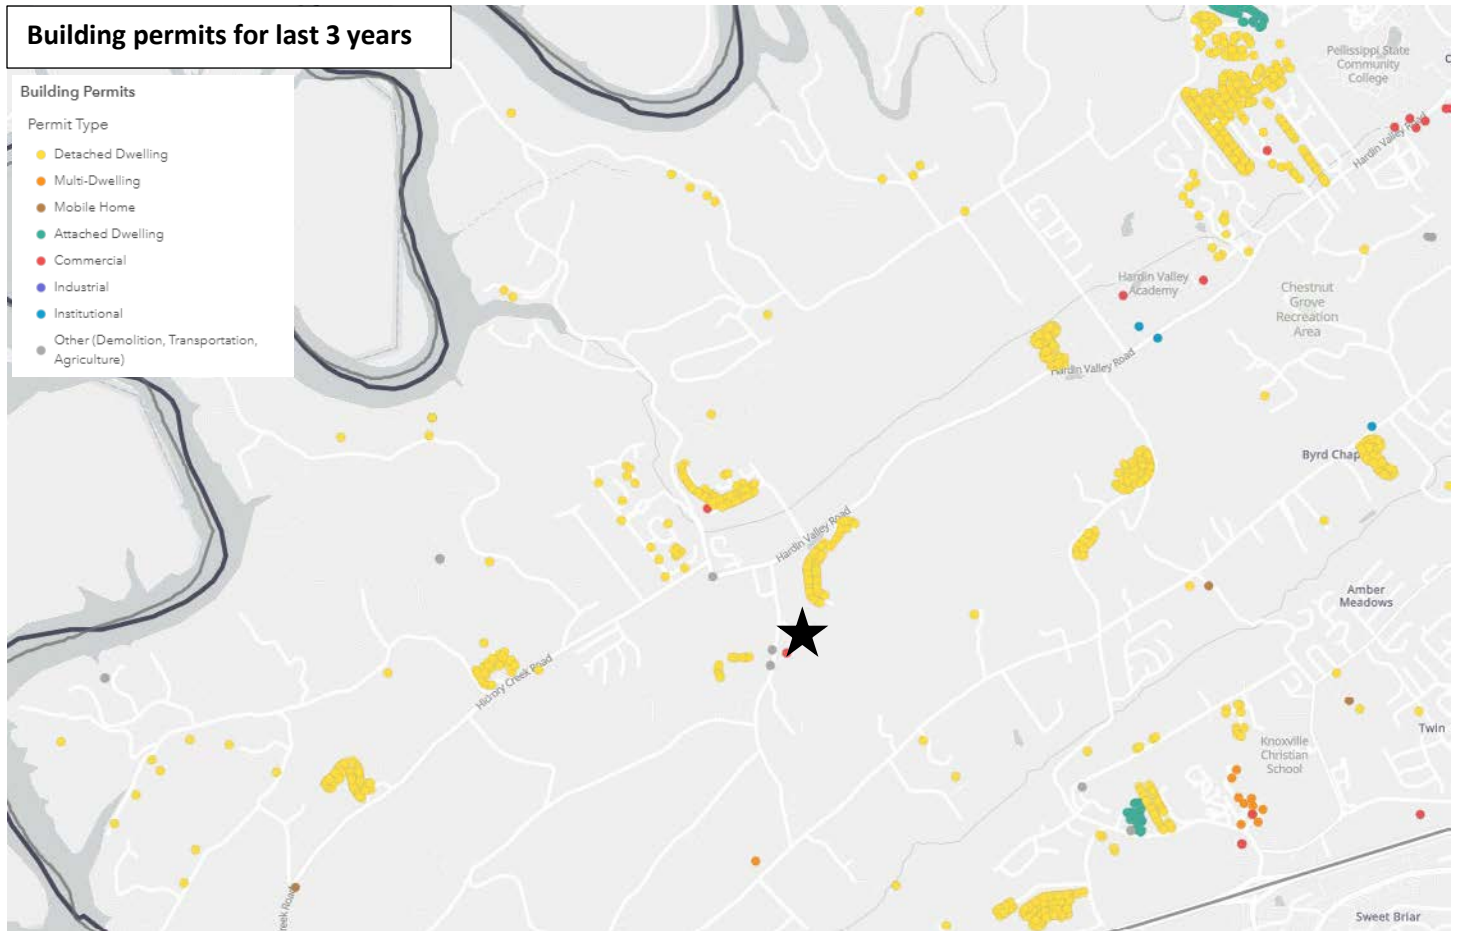 Building permits for last 3 years
Building Permits
Permit Type
Detached Dwelling
Multi-Dwelling
Mobile Home
Attached Dwelling
Commercial
Industrial
Institutional
Other (Demolition, Transportation,
Agriculture)
Pellissippi State
Community
College
C
Hardin Valley Road
Hardin Valley
Academy
Chestnut
Grove
Recreation
Area
Hardin Valley Road
Byrd Chap
Hardin Valley Road
Amber
Meadows
Hickory Creek Road
Twin
Knoxville
Christian
School
reek Road
Sweet Briar